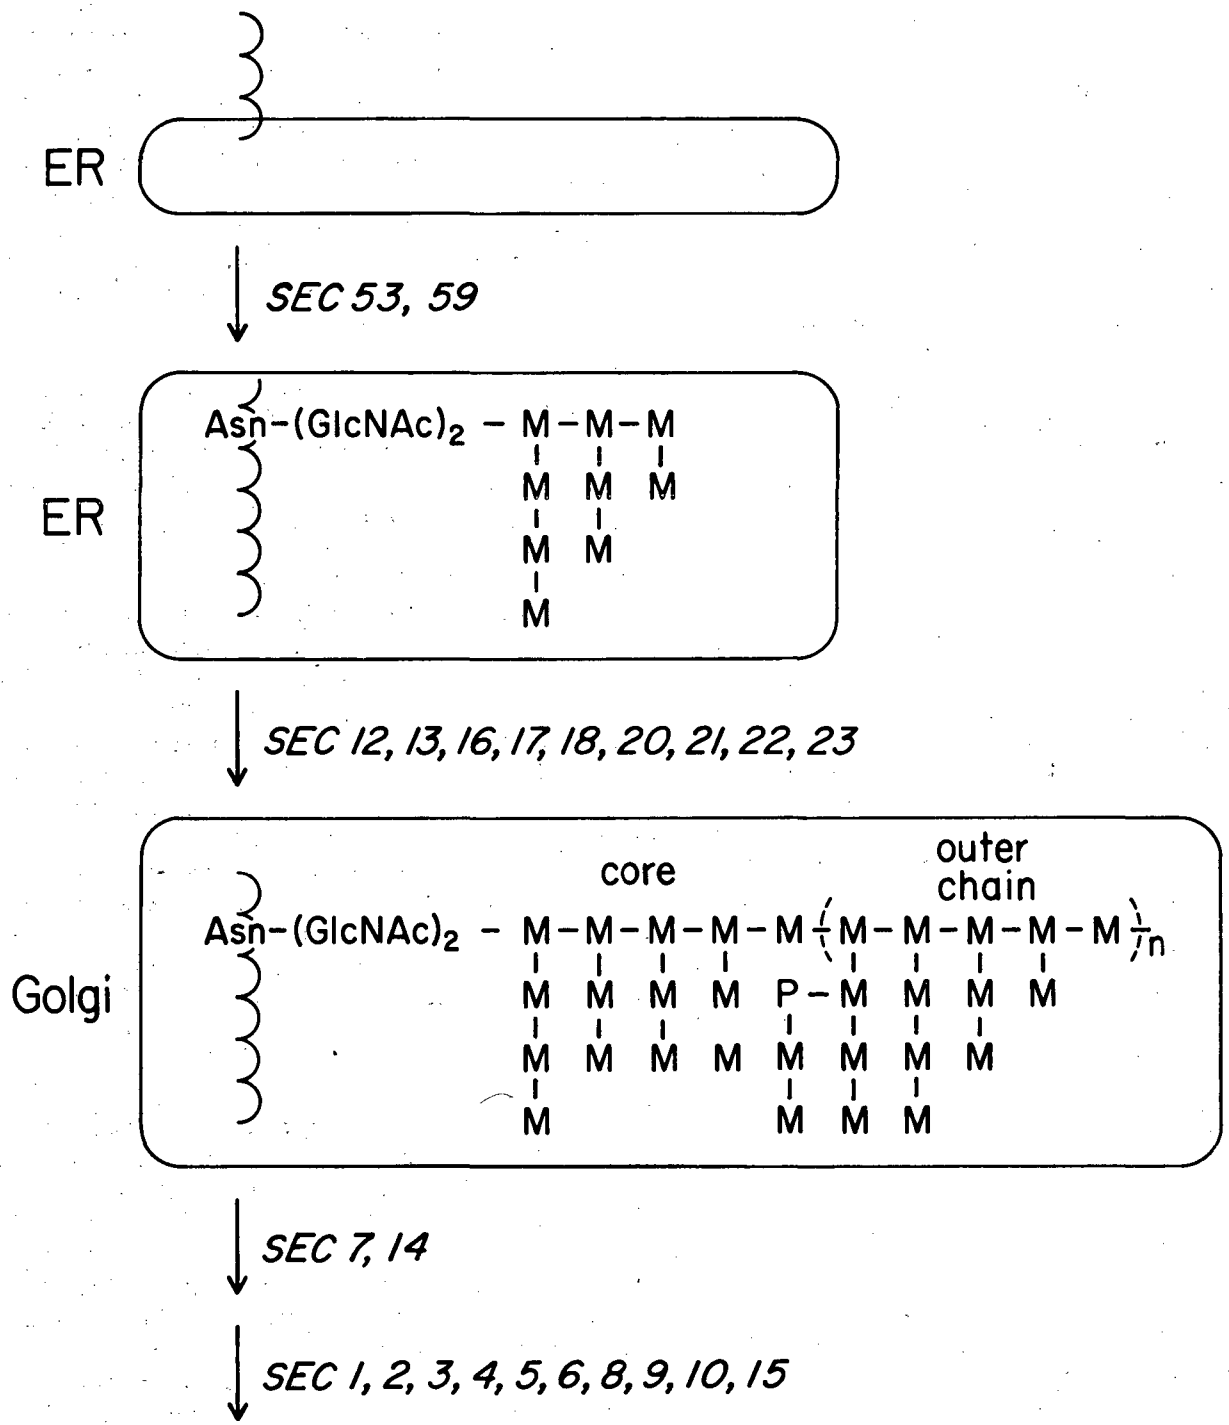 ER
SEC 53, 59
ER
Asn-(GlcNAc)2 - M-M-M
M M M
M M
M
SEC 12, 13, 16, 17, 18, 20, 21, 22, 23
core
outer
chain
Golgi
Asn-(GlcNAc)2 - M-M-M-M-M-(M-M-M-M-M)n
M M M M P-M M M M
M M M M M M M M
M M M M
SEC 7, 14
SEC 1, 2, 3, 4, 5, 6, 8, 9, 10, 15